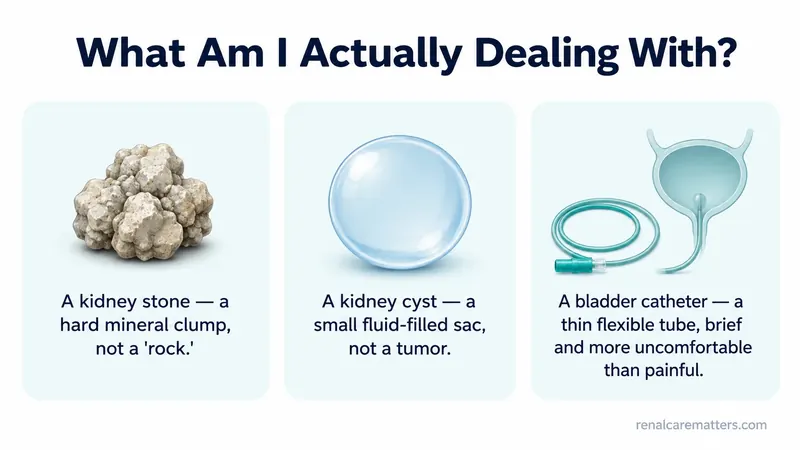 What Am I Actually Dealing With?
A kidney stone — a
hard mineral clump,
not a 'rock.'
A kidney cyst — a
small fluid-filled sac,
not a tumor.
A bladder catheter — a
thin flexible tube, brief
and more uncomfortable
than painful.
renalcarematters.com